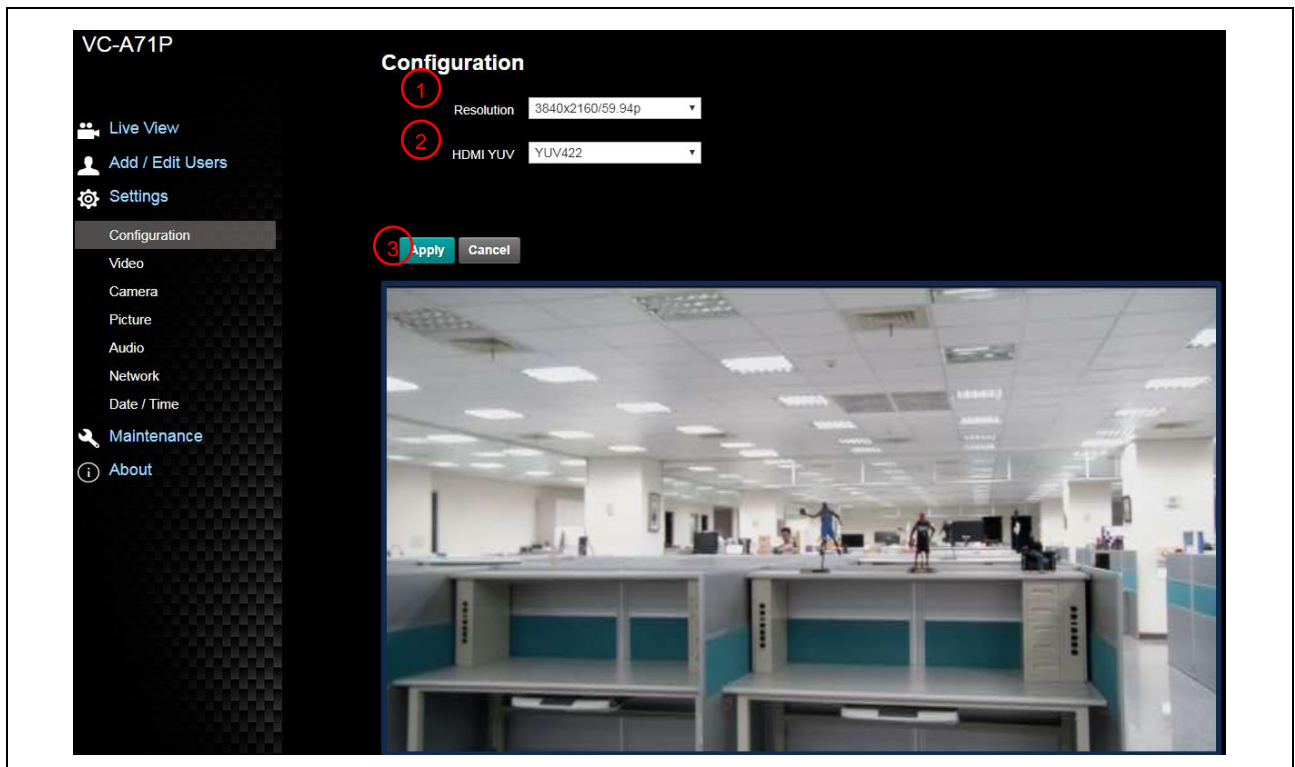 VC-A71P
Live View
Add / Edit Users
Settings
Configuration
Video
Camera
Picture
Audio
Network
Date / Time
Maintenance
About
Configuration
1
Resolution 3840x2160/59.94p
2
HDMI YUV YUV422
3 Apply Cancel